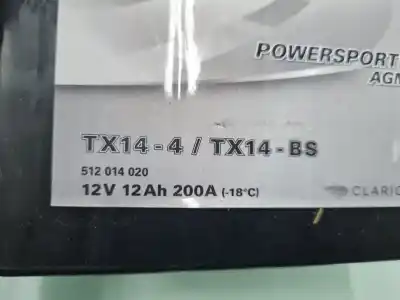 POWERSPORT
AGM
TX14-4 / TX14-BS
512 014 020
12V 12Ah 200A (-18°C)
CLARIO